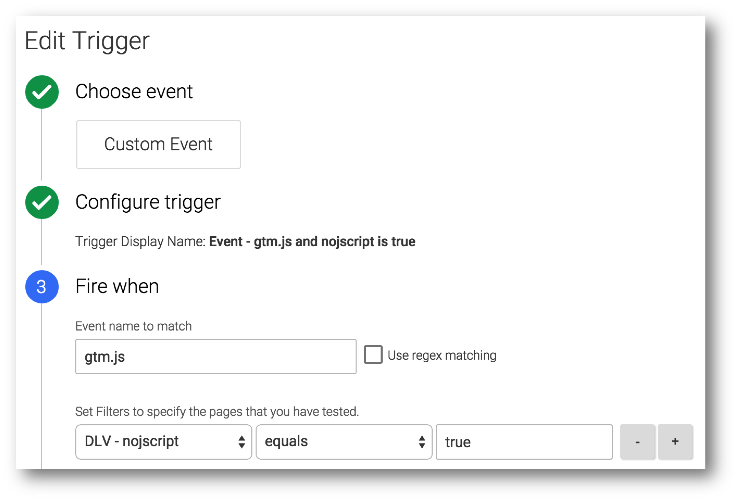 Edit Trigger
Choose event
Custom Event
Configure trigger
Trigger Display Name: Event - gtm.js and nojscript is true
3 Fire when
Event name to match
gtm.js Use regex matching
Set Filters to specify the pages that you have tested.
DLV - nojscript equals true - +